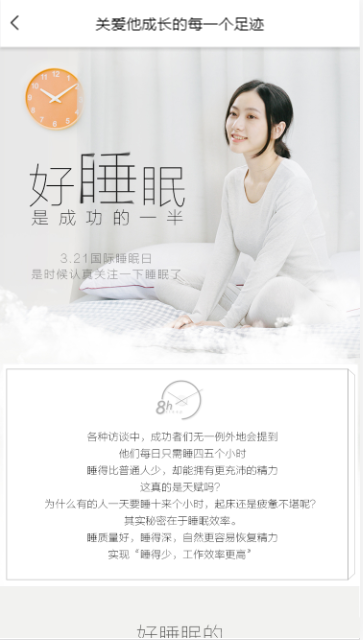 关爱他成长的每一个足迹
好睡眠
是成功的一半
3.21国际睡眠日
是时候认真关注一下睡眠了
8h
各种访谈中，成功者们无一例外地会提到
他们每日只需睡四五个小时
睡得比普通人少，却能拥有更充沛的精力
这真的是天赋吗?
为什么有的人一天要睡十来个小时，起床还是疲惫不堪呢?
其实秘密在于睡眠效率。
睡质量好，睡得深，自然更容易恢复精力
实现“睡得少，工作效率更高”
好睡眠的